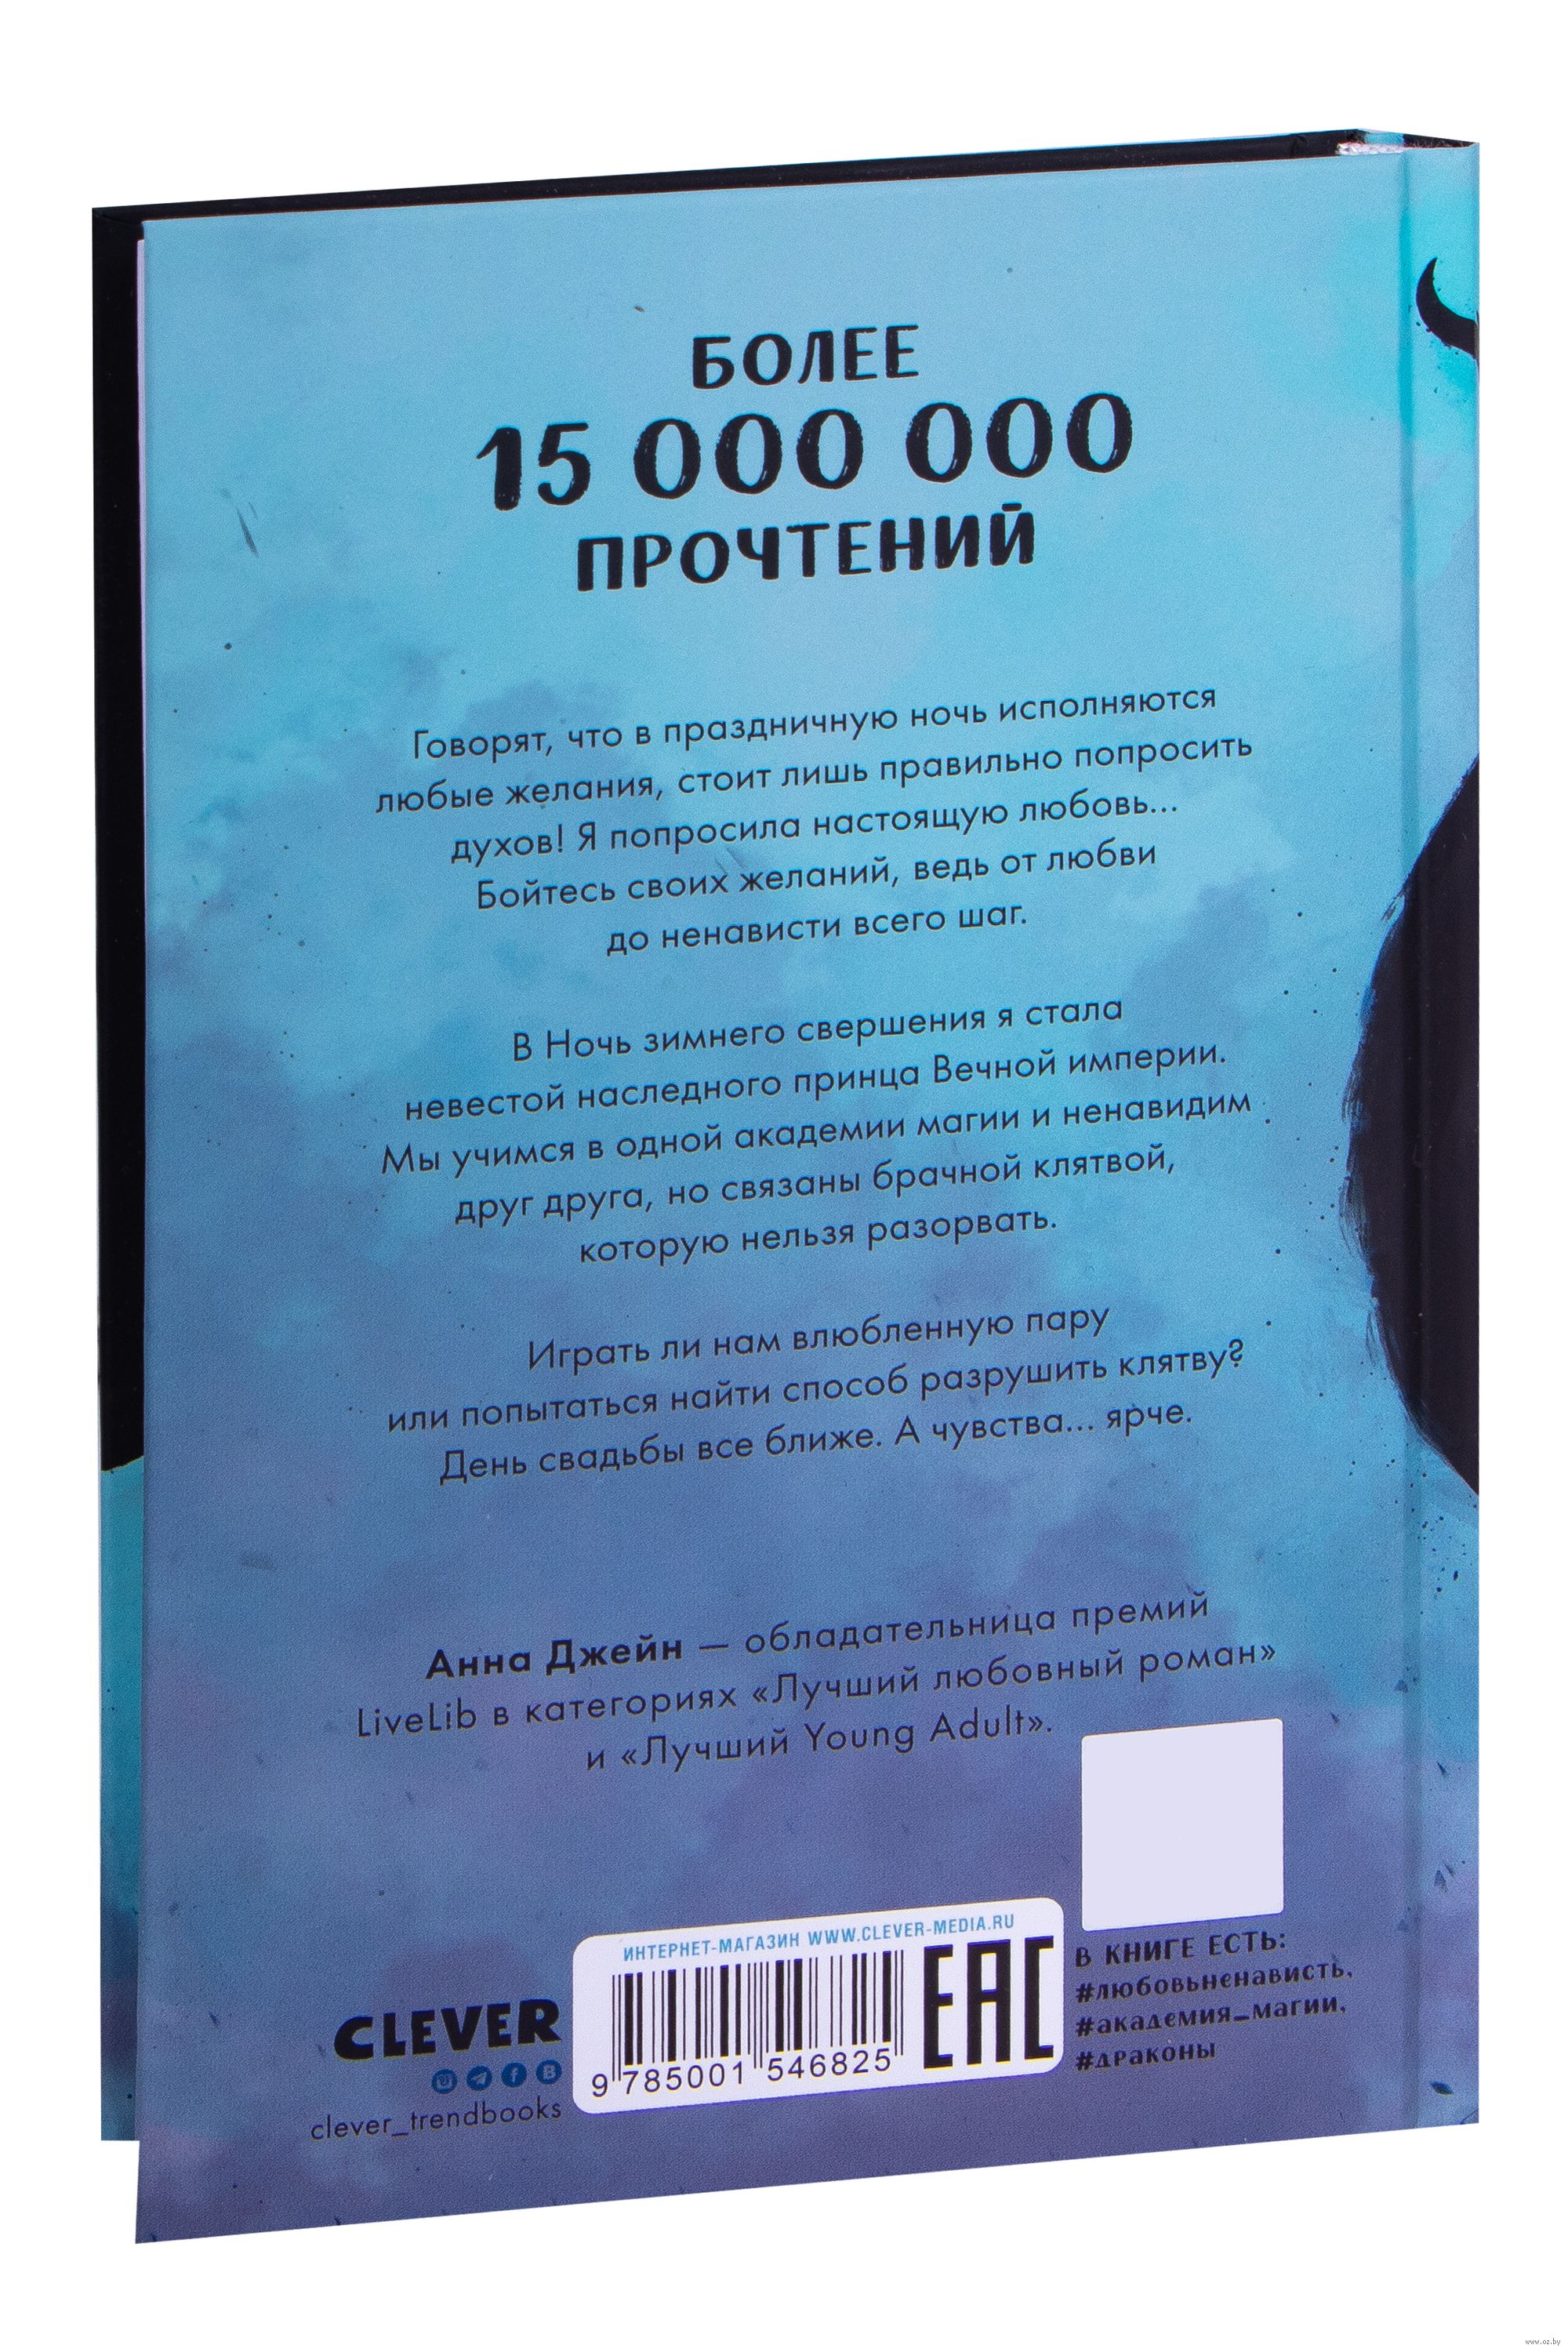 БОЛЕЕ
15 000 000
ПРОЧТЕНИЙ
Говорят, что в праздничную ночь исполняются
любые желания, стоит лишь правильно попросить
духов! Я попросила настоящую любовь...
Бойтесь своих желаний, ведь от любви
до ненависти всего шаг.
В Ночь зимнего свершения я стала
невестой наследного принца Вечной империи.
Мы учимся в одной академии магии и ненавидим
друг друга, но связаны брачной клятвой,
которую нельзя разорвать.
Играть ли нам влюбленную пару
или попытаться найти способ разрушить клятву?
День свадьбы все ближе. А чувства... ярче.
Анна Джейн — обладательница премий
LiveLib в категориях «Лучший любовный роман»
и «Лучший Young Adult».
CLEVER
clever_trendbooks
ИНТЕРНЕТ-МАГАЗИН WWW.CLEVER-MEDIA.RU
9 785001 546825
EAC
В КНИГЕ ЕСТЬ:
#любовьненависть,
#академия_магии,
#драконы
www.oz.by